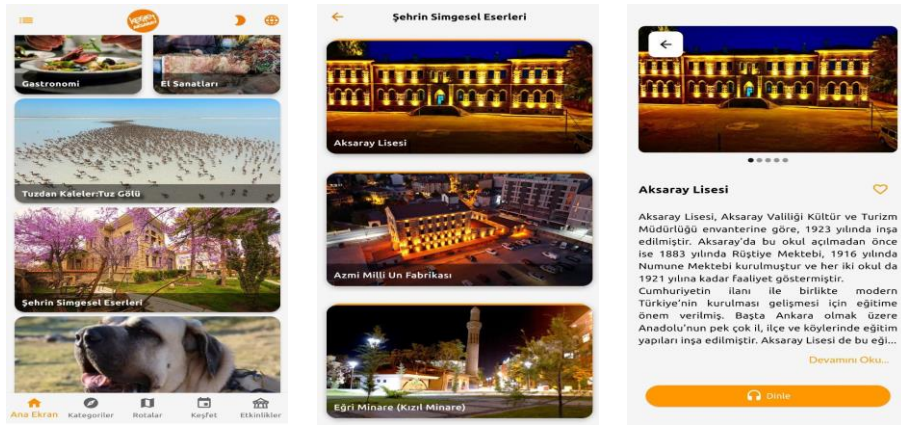 Gastronomi
El Sanatları
Tuzdan Kaleler:Tuz Gölü
Şehrin Simgesel Eserleri
Ana Ekran
Kategoriler
Rotalar
Keşfet
Etkinlikler
Şehrin Simgesel Eserleri
Aksaray Lisesi
Azmi Milli Un Fabrikası
Eğri Minare (Kızıl Minare)
Aksaray Lisesi
Aksaray Lisesi, Aksaray Valiliği Kültür ve Turizm
Müdürlüğü envanterine göre, 1923 yılında inşa
edilmiştir. Aksaray'da bu okul açılmadan önce
ise 1883 yılında Rüştiye Mektebi, 1916 yılında
Numune Mektebi kurulmuştur ve her iki okul da
1921 yılına kadar faaliyet göstermiştir.
Cumhuriyetin ilanı ile birlikte modern
Türkiye'nin kurulması gelişmesi için eğitime
önem verilmiş. Başta Ankara olmak üzere
Anadolu'nun pek çok il, ilçe ve köylerinde eğitim
yapıları inşa edilmiştir. Aksaray Lisesi de bu eği...
Devamını Oku...
Dinle